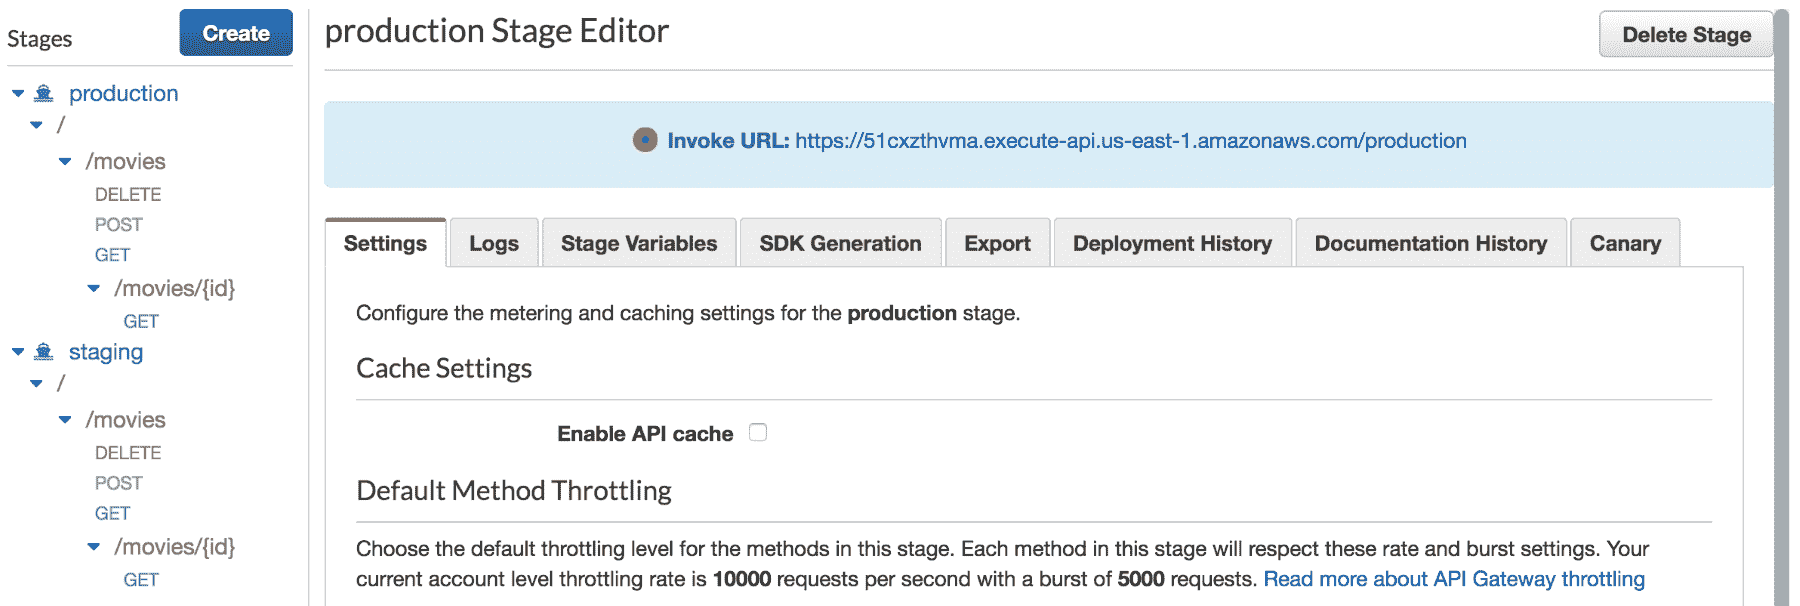 Stages
Create
production
/
/movies
DELETE
POST
GET
/movies/{id}
GET
staging
/
/movies
DELETE
POST
GET
/movies/{id}
GET
production Stage Editor
Delete Stage
Invoke URL: https://51cxzthvma.execute-api.us-east-1.amazonaws.com/production
Settings Logs Stage Variables SDK Generation Export Deployment History Documentation History Canary
Configure the metering and caching settings for the production stage.
Cache Settings
Enable API cache
Default Method Throttling
Choose the default throttling level for the methods in this stage. Each method in this stage will respect these rate and burst settings. Your
current account level throttling rate is 10000 requests per second with a burst of 5000 requests. Read more about API Gateway throttling